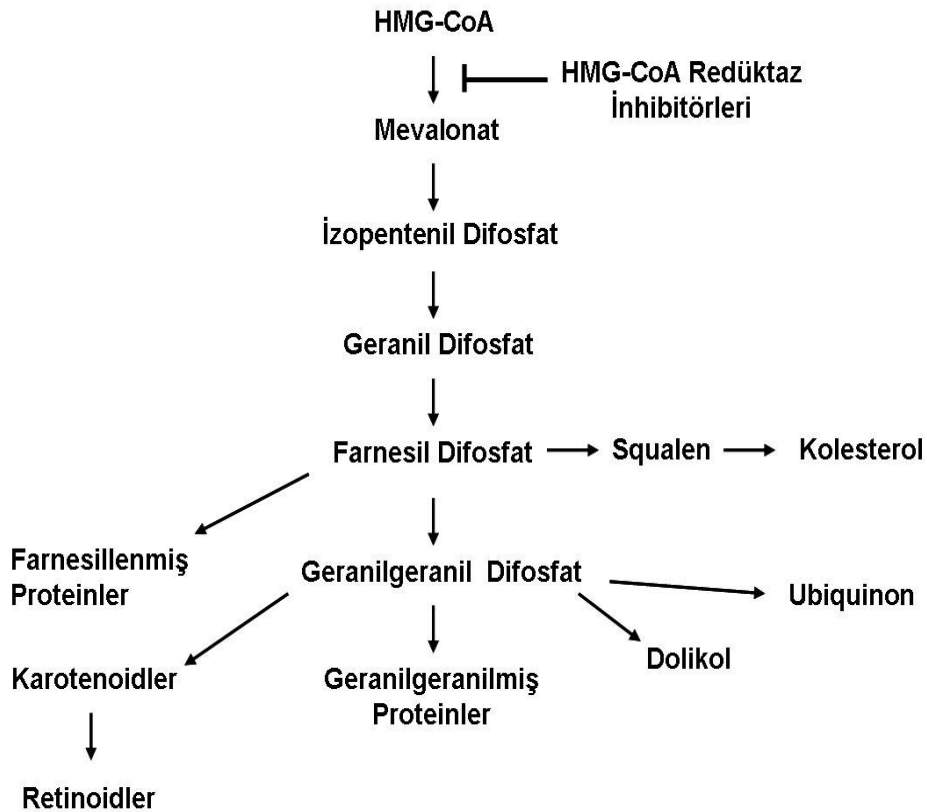 HMG-CoA
HMG-CoA Redüktaz
İnhibitörleri
Mevalonat
İzopentenil Difosfat
Geranil Difosfat
Farnesil Difosfat
Squalen
Kolesterol
Farnesillenmiş
Proteinler
Geranilgeranil Difosfat
Ubiquinon
Dolikol
Karotenoidler
Geranilgeranilmiş
Proteinler
Retinoidler